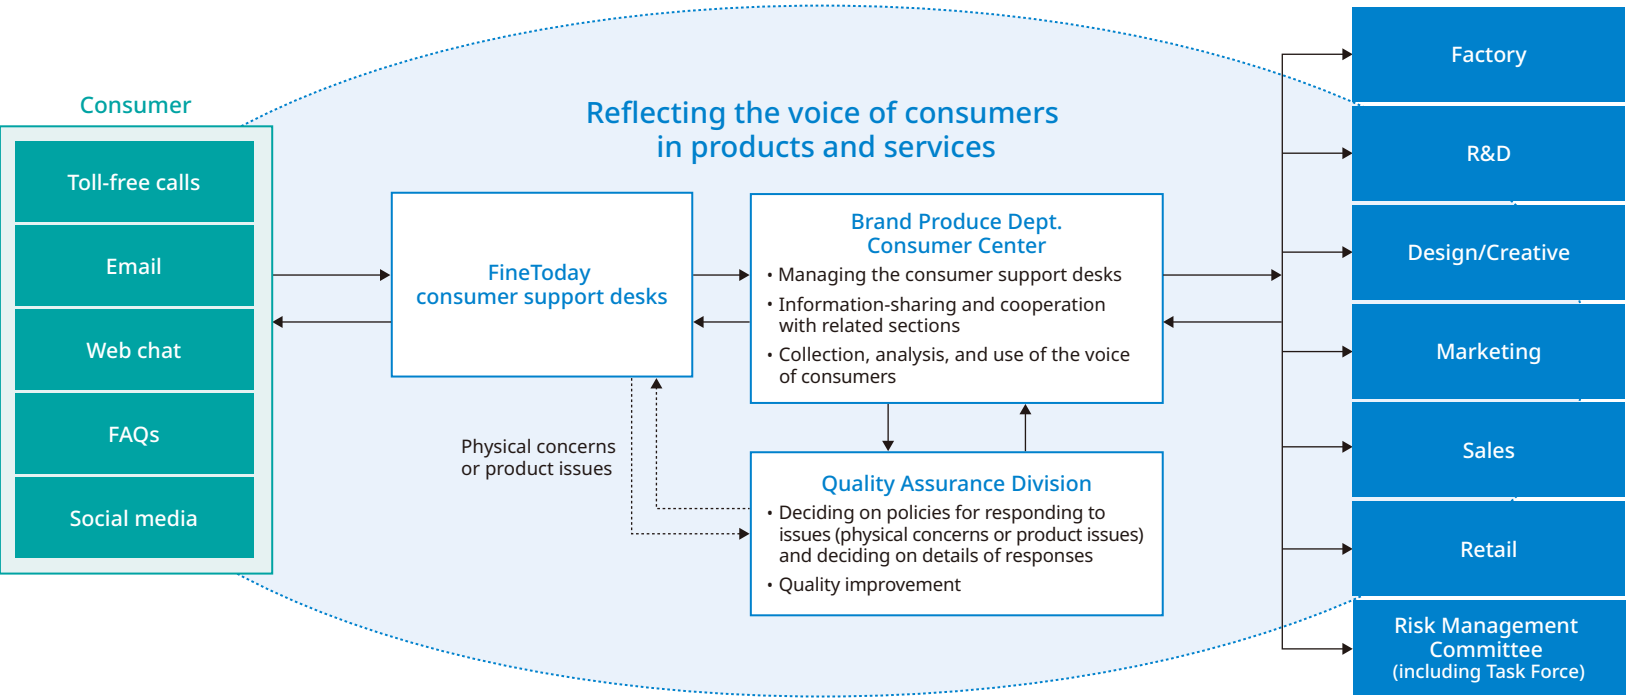 Consumer
Toll-free calls
Email
Web chat
FAQs
Social media
Reflecting the voice of consumers
in products and services
FineToday
consumer support desks
Physical concerns
or product issues
Brand Produce Dept.
Consumer Center
・Managing the consumer support desks
・Information-sharing and cooperation
with related sections
・Collection, analysis, and use of the voice
of consumers
Quality Assurance Division
・Deciding on policies for responding to
issues (physical concerns or product issues)
and deciding on details of responses
・Quality improvement
Factory
R&D
Design/Creative
Marketing
Sales
Retail
Risk Management
Committee
(including Task Force)